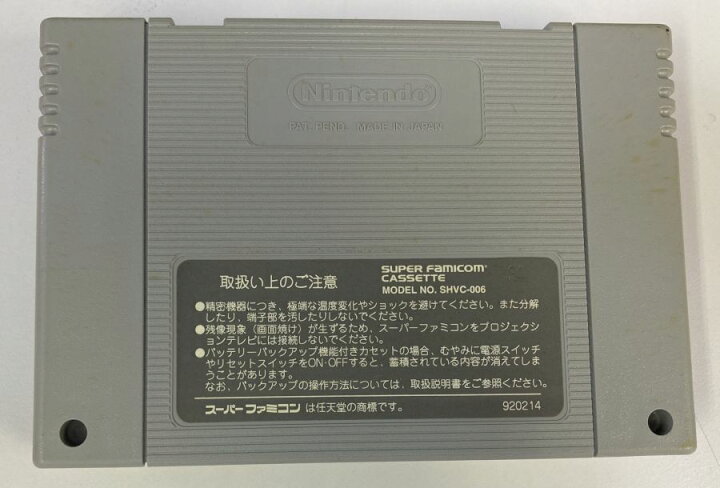 Nintendo
PAT. PEND. MADE IN JAPAN
取扱い上のご注意
SUPER FAMICOM
CASSETTE
MODEL NO. SHVC-006
●精密機器につき、極端な温度変化やショックを避けてください。また分解
したり、端子部を汚したりしないでください。
●残像現象（画面焼け）が生ずるため、スーパーファミコンをプロジェクシ
ョンテレビには接続しないでください。
●バッテリーバックアップ機能付きカセットの場合、むやみに電源スイッチ
やリセットスイッチをON・OFFすると、蓄積されている内容が消えてしま
うことがあります。
なお、バックアップの操作方法については、取扱説明書をご参照ください。
スーパーファミコン は任天堂の商標です。
920214